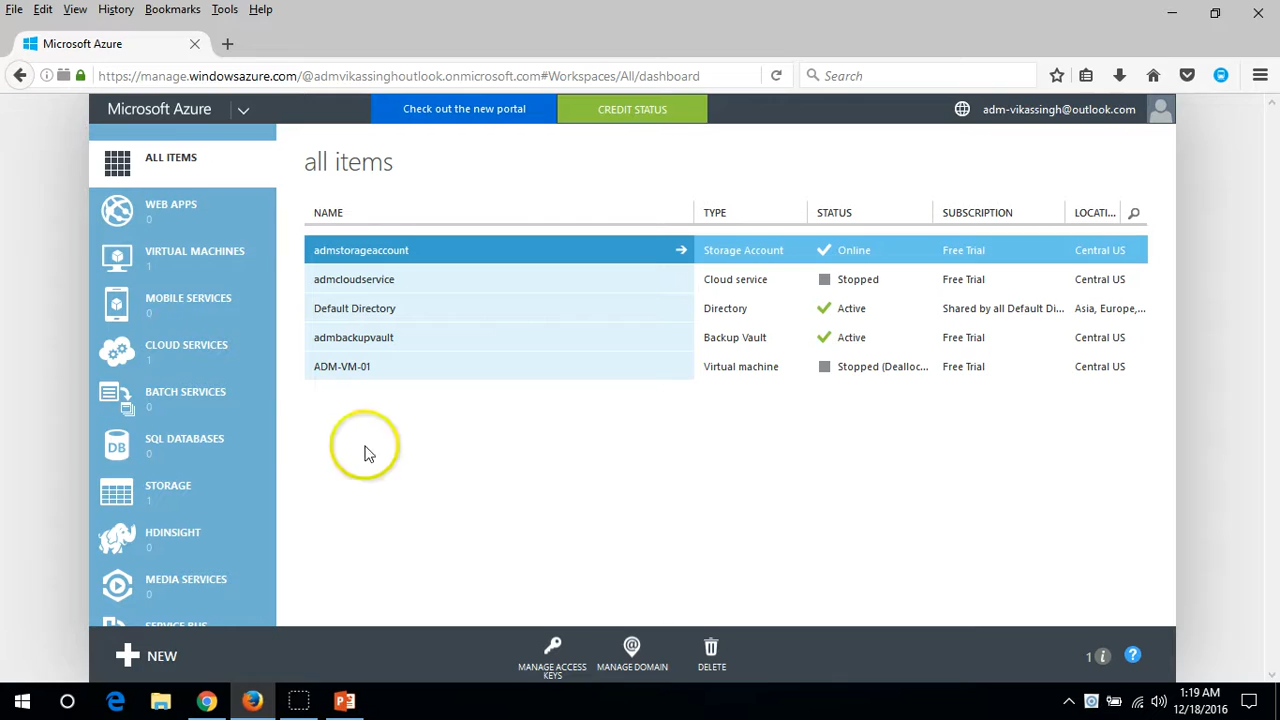 File Edit View History Bookmarks Tools Help
Microsoft Azure
https://manage.windowsazure.com/@admvikassinghoutlook.onmicrosoft.com#Workspaces/All/dashboard
Search
Microsoft Azure
Check out the new portal
CREDIT STATUS
adm-vikassingh@outlook.com
ALL ITEMS
WEB APPS
0
VIRTUAL MACHINES
1
MOBILE SERVICES
0
CLOUD SERVICES
1
BATCH SERVICES
0
SQL DATABASES
0
DB
STORAGE
1
HDINSIGHT
0
MEDIA SERVICES
0
SERVICE BUS
all items
NAME TYPE STATUS SUBSCRIPTION LOCATI...
admstorageaccount Storage Account Online Free Trial Central US
admcloudservice Cloud service Stopped Free Trial Central US
Default Directory Directory Active Shared by all Default Di... Asia, Europe,...
admbackupvault Backup Vault Active Free Trial Central US
ADM-VM-01 Virtual machine Stopped (Dealloc... Free Trial Central US
NEW
MANAGE ACCESS
KEYS
MANAGE DOMAIN
DELETE
1
1:19 AM
12/18/2016